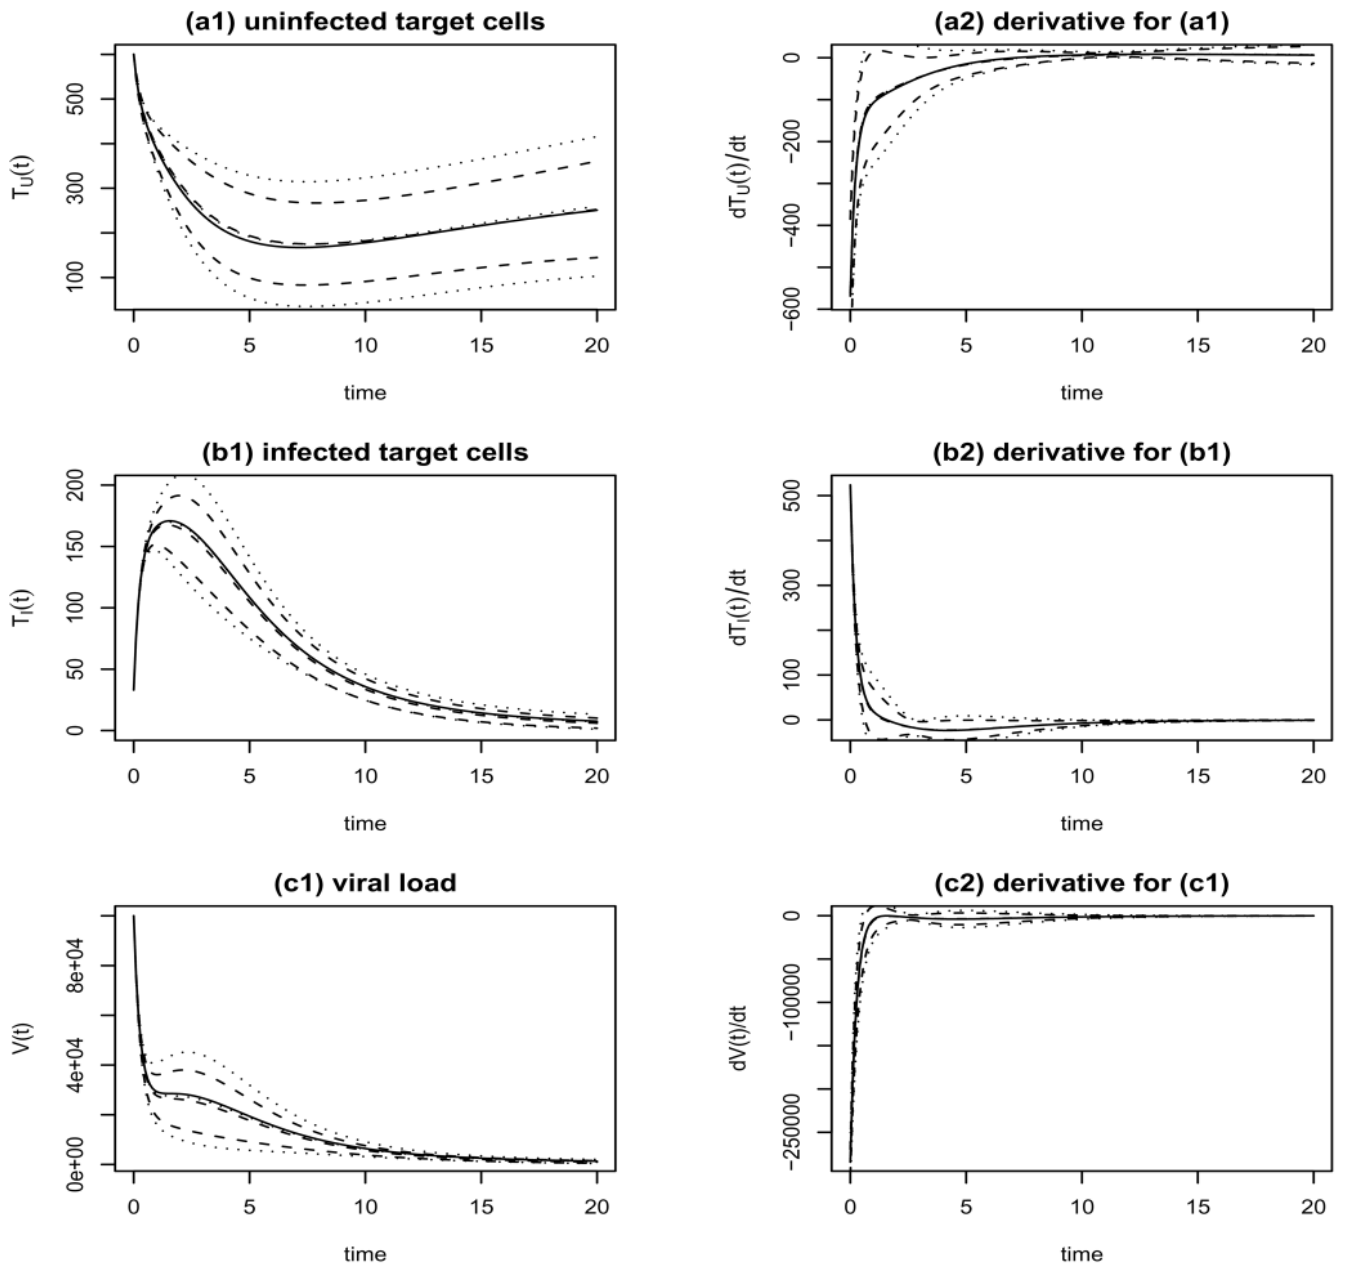 (a1) uninfected target cells
T_U(t)
500
300
100
0 5 10 15 20
time
(a2) derivative for (a1)
dT_U(t)/dt
0
−200
−400
−600
0 5 10 15 20
time
(b1) infected target cells
T_I(t)
200
150
100
50
0
0 5 10 15 20
time
(b2) derivative for (b1)
dT_I(t)/dt
500
300
100
0
0 5 10 15 20
time
(c1) viral load
V(t)
8e+04
4e+04
0e+00
0 5 10 15 20
time
(c2) derivative for (c1)
dV(t)/dt
0
−100000
−250000
0 5 10 15 20
time